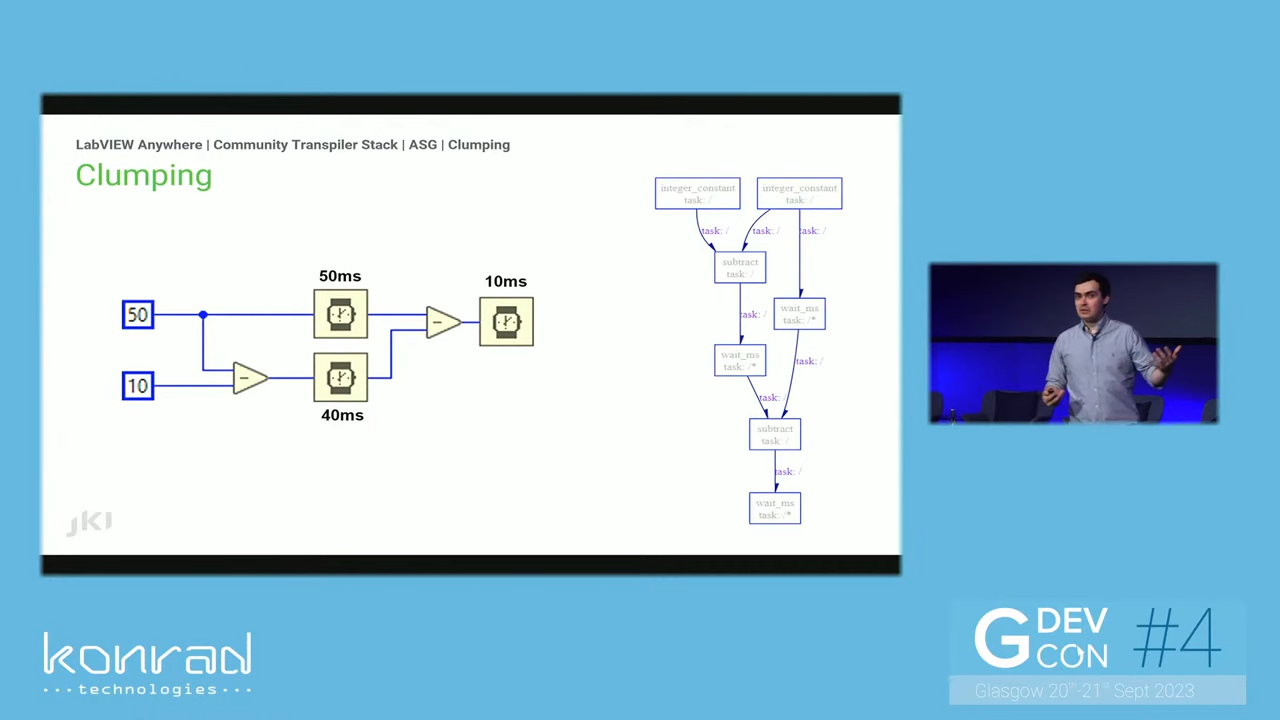 LabVIEW Anywhere | Community Transpiler Stack | ASG | Clumping
Clumping
50ms
10ms
50
10
40ms
integer_constant
task: /
integer_constant
task: /
task: /
task: /
task: /
subtract
task: /
task: /
wait_ms
task: /*
wait_ms
task: /*
task: /
task: /
subtract
task: /
task: /
wait_ms
task: /*
JKI
konrad
technologies
G DEV CON #4
Glasgow 20th-21st Sept 2023